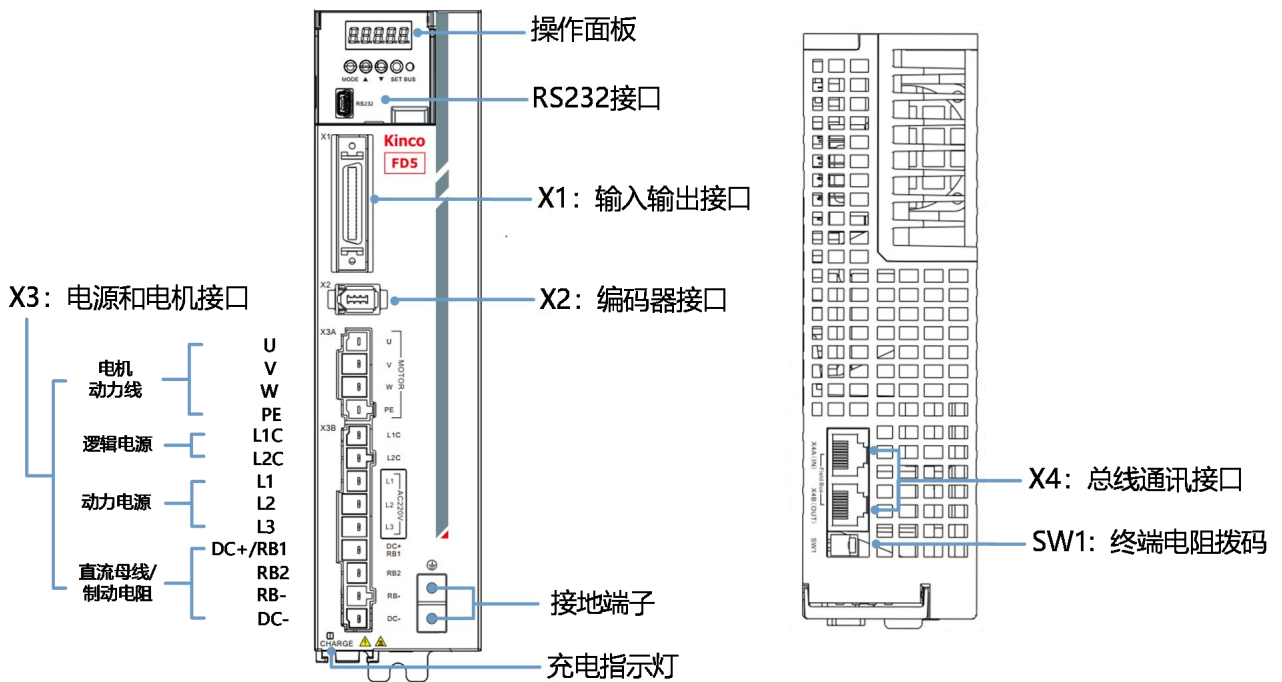 操作面板
MODE ▲ ▼ SET BUS
RS232
RS232接口
X1
Kinco
FD5
X1：输入输出接口
X2
X2：编码器接口
X3：电源和电机接口
电机
动力线
U
V
W
PE
逻辑电源
L1C
L2C
动力电源
L1
L2
L3
直流母线/
制动电阻
DC+/RB1
RB2
RB-
DC-
X3A
U
V
W
PE
MOTOR
X3B
L1C
L2C
L1
L2
L3
AC220V
DC+
RB1
RB2
RB-
DC-
接地端子
CHARGE
充电指示灯
X4A(IN)
Field Bus
X4B(OUT)
SW1
X4：总线通讯接口
SW1：终端电阻拨码